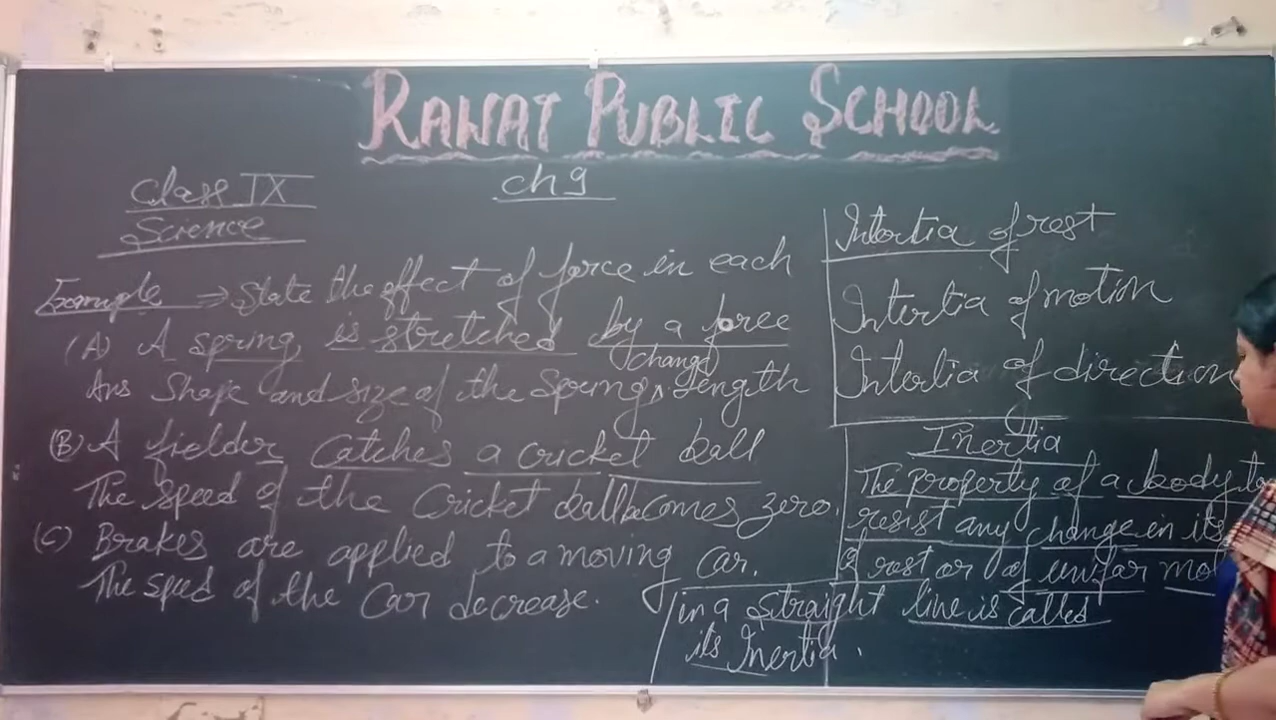 RAWAT PUBLIC SCHOOL
Class IX
Science
ch 9
Example ⇒ State the effect of force in each
(A) A spring is stretched by a force
(change)
Ans Shape and size of the Spring, length
(B) A fielder catches a cricket ball
The speed of the Cricket ball becomes zero.
(C) Brakes are applied to a moving car.
The speed of the Car decrease.
Intertia of rest
Intertia of motion
Intertia of direction
Inertia
The property of a body to
resist any change in its
of rest or of unifar mo
in a straight line is called
its Inertia.